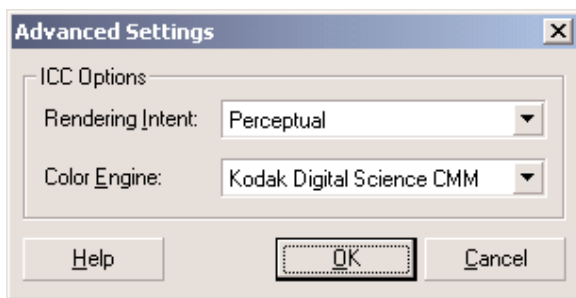 Advanced Settings
ICC Options
Rendering Intent: Perceptual
Color Engine: Kodak Digital Science CMM
Help OK Cancel